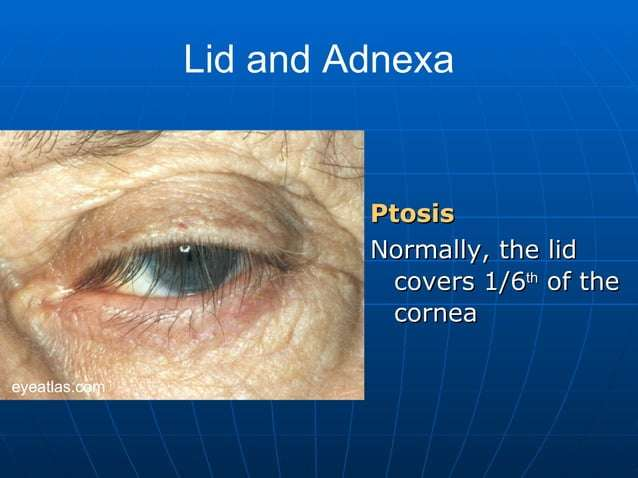 Lid and Adnexa
Ptosis
Normally, the lid
covers 1/6th of the
cornea
eyeatlas.com